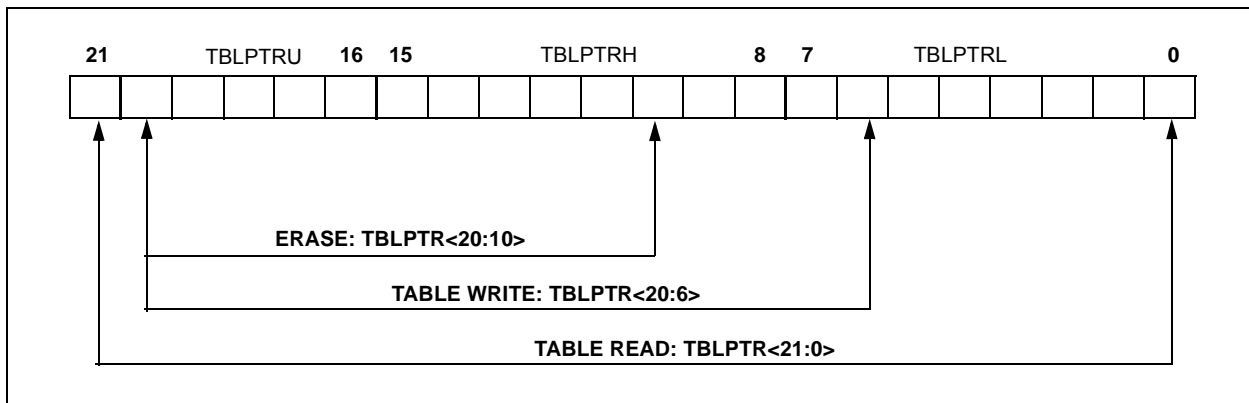 21 TBLPTRU 16 15 TBLPTRH 8 7 TBLPTRL 0
ERASE: TBLPTR<20:10>
TABLE WRITE: TBLPTR<20:6>
TABLE READ: TBLPTR<21:0>